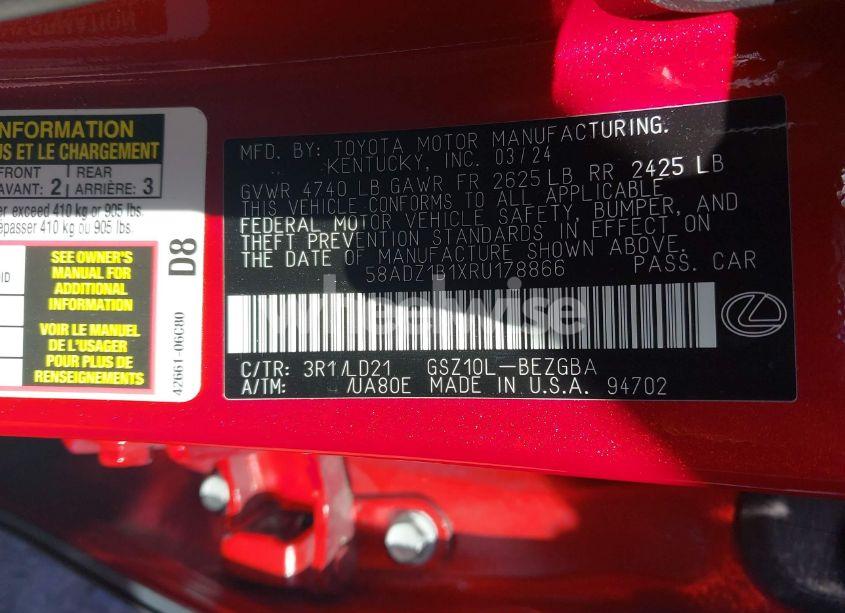 INFORMATION
US ET LE CHARGEMENT
FRONT
AVANT: 2
REAR
ARRIÈRE: 3
er exceed 410 kg or 905 lbs.
épasser 410 kg ou 905 lbs.
SEE OWNER'S
MANUAL FOR
ADDITIONAL
INFORMATION
VOIR LE MANUEL
DE L'USAGER
POUR PLUS DE
RENSEIGNEMENTS
D8
42661-06C80
MFD. BY: TOYOTA MOTOR MANUFACTURING.
KENTUCKY, INC. 03/24
GVWR 4740 LB GAWR FR 2625 LB RR 2425 LB
THIS VEHICLE CONFORMS TO ALL APPLICABLE
FEDERAL MOTOR VEHICLE SAFETY, BUMPER, AND
THEFT PREVENTION STANDARDS IN EFFECT ON
THE DATE OF MANUFACTURE SHOWN ABOVE.
58ADZ1B1XRU178866 PASS. CAR
wheelwise
C/TR: 3R1/LD21 GSZ10L-BEZGBA
A/TM: /UA80E MADE IN U.S.A. 94702